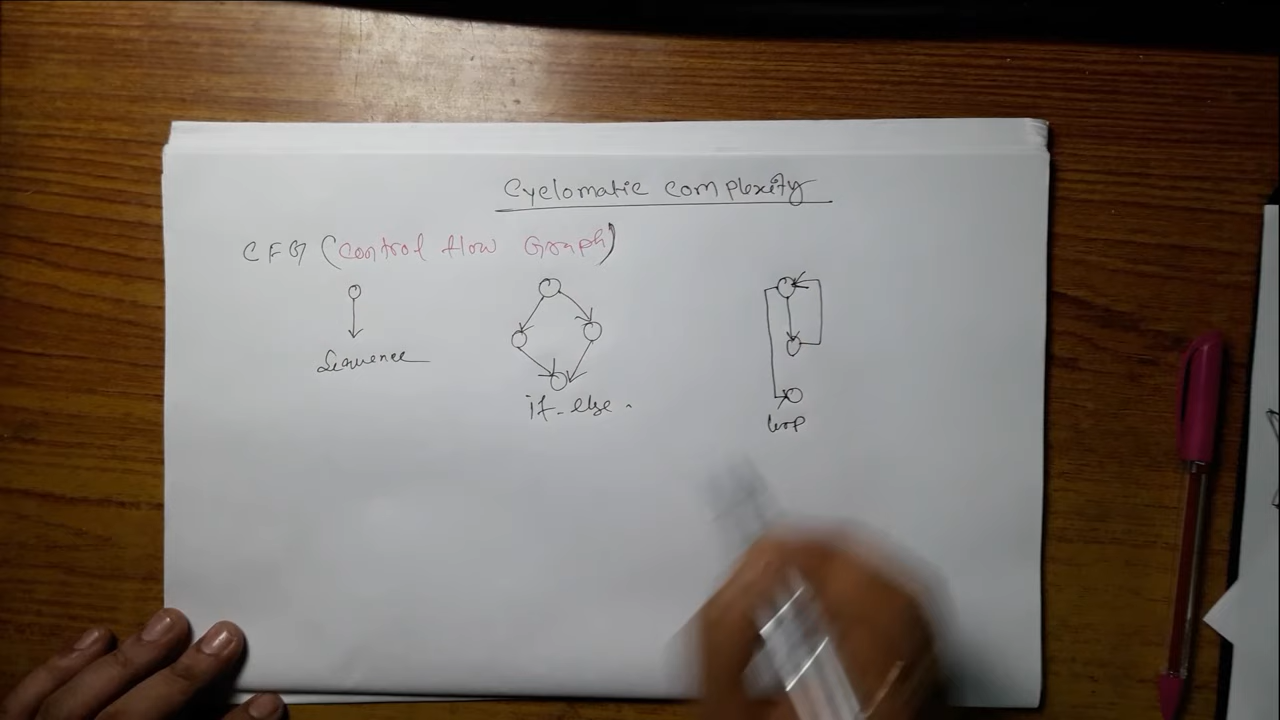 Cyclomatic complexity
CFG (Control flow Graph)
Sequence
if-else.
loop